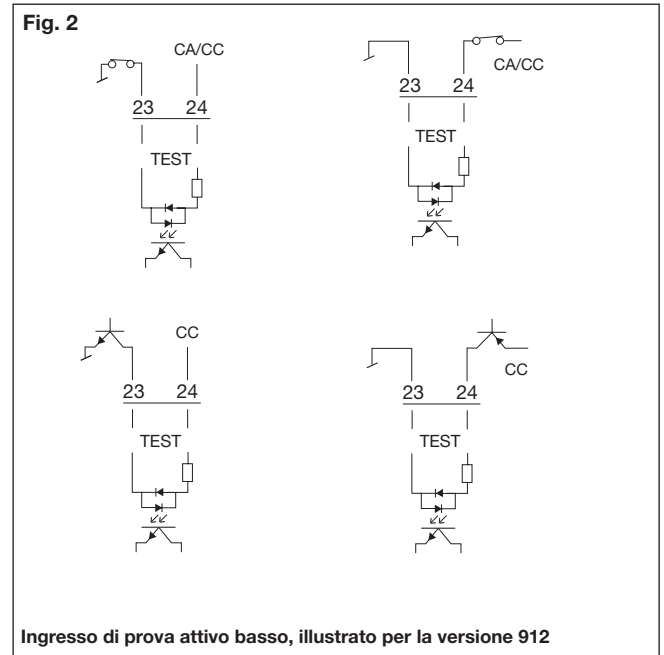 Fig. 2
CA/CC
23 24
TEST
CA/CC
23 24
TEST
CC
23 24
TEST
CC
23 24
TEST
Ingresso di prova attivo basso, illustrato per la versione 912